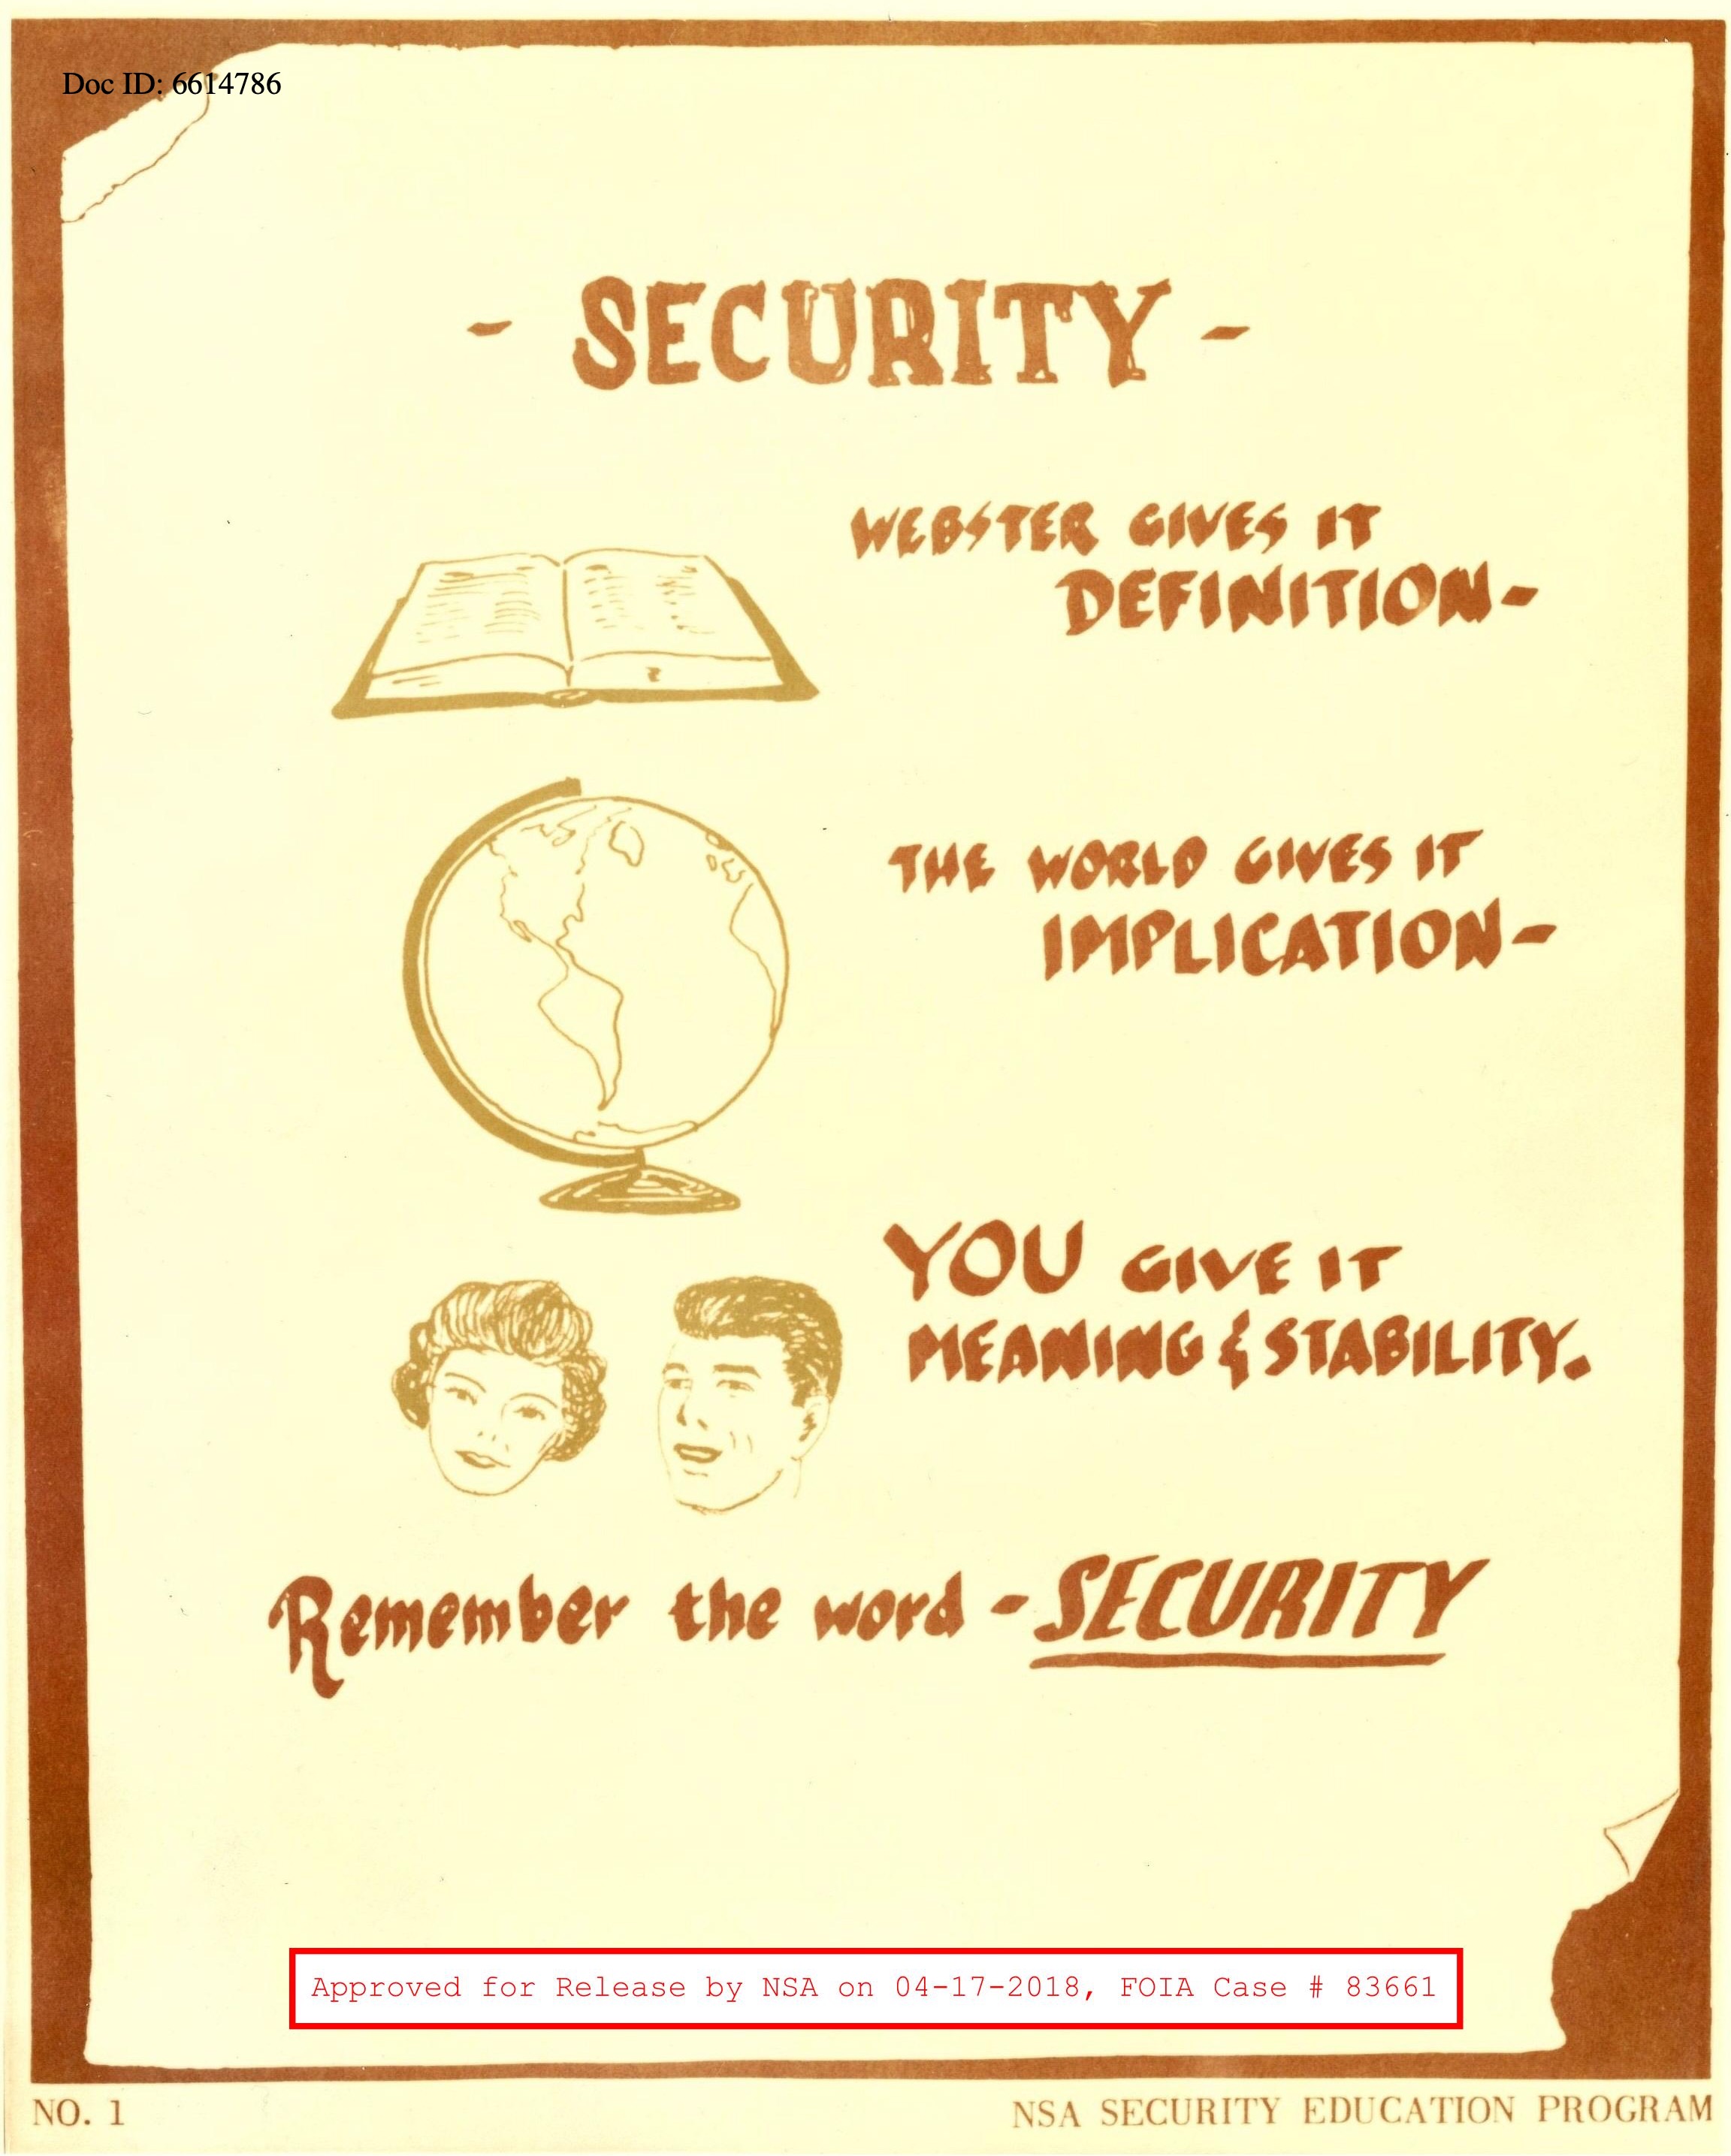 Doc ID: 6614786
- SECURITY -
WEBSTER GIVES IT
DEFINITION-
THE WORLD GIVES IT
IMPLICATION-
YOU GIVE IT
MEANING & STABILITY.
Remember the word - SECURITY
Approved for Release by NSA on 04-17-2018, FOIA Case # 83661
NO. 1
NSA SECURITY EDUCATION PROGRAM